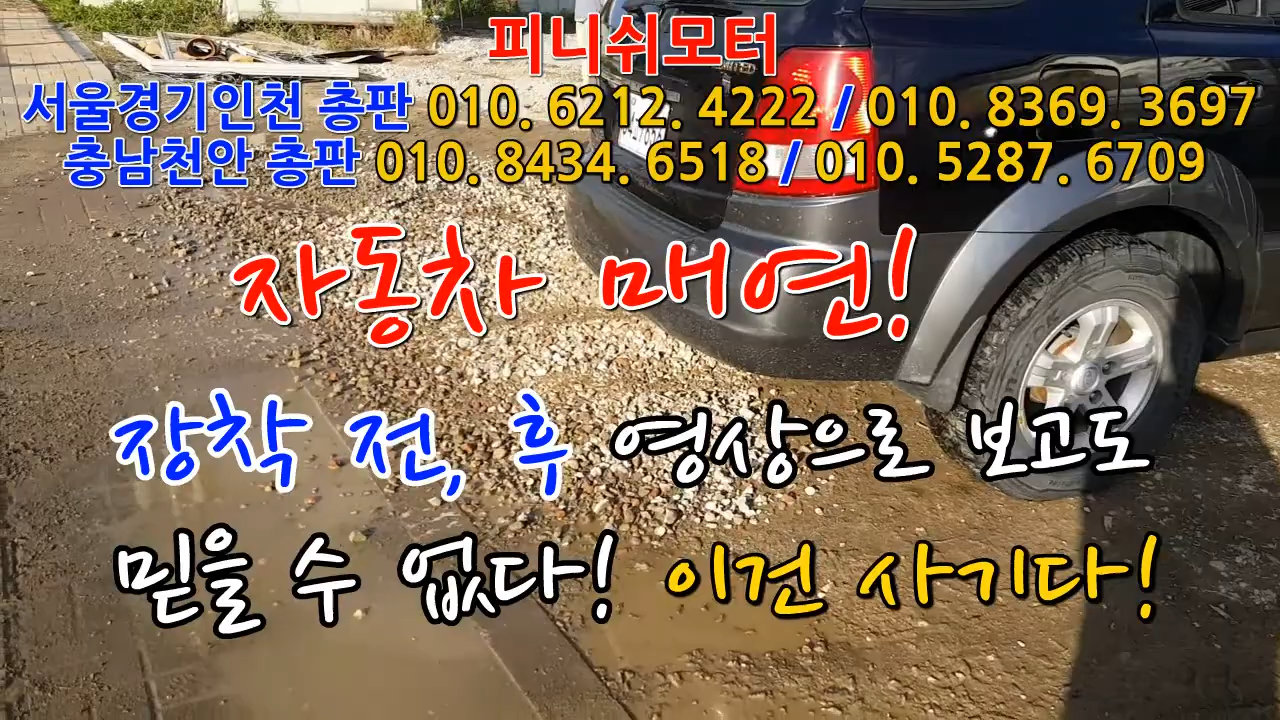 피니쉬모터
서울경기인천 총판 010. 6212. 4222 / 010. 8369. 3697
충남천안 총판 010. 8434. 6518 / 010. 5287. 6709
자동차 매연!
장착 전, 후 영상으로 보고도
믿을 수 없다! 이건 사기다!